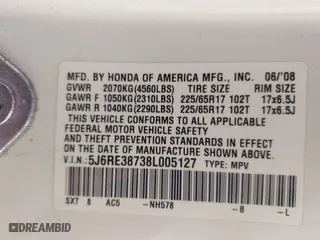 MFD. BY HONDA OF AMERICA MFG., INC. 06/'08
GVWR 2070KG(4560LBS) TIRE SIZE RIM SIZE
GAWR F 1050KG(2310LBS) 225/65R17 102T 17x6.5J
GAWR R 1040KG(2290LBS) 225/65R17 102T 17x6.5J
THIS VEHICLE CONFORMS TO ALL APPLICABLE
FEDERAL MOTOR VEHICLE SAFETY, BUMPER,
AND THEFT PREVENTION STANDARDS IN EFFECT
ON THE DATE OF MANUFACTURE SHOWN ABOVE.
V.I.N.: 5J6RE38738L005127 TYPE: MPV
SXT 8 AC5 -NH578 -B -L
DREAMBID